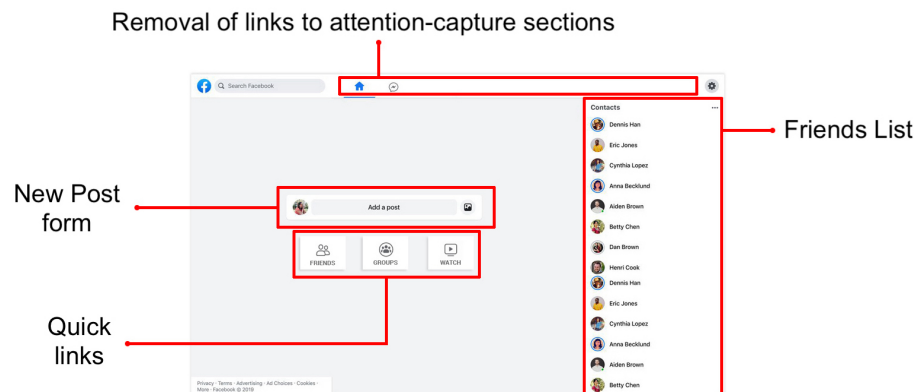 Removal of links to attention-capture sections
Search Facebook
Contacts
Dennis Han
Friends List
Eric Jones
Cynthia Lopez
New Post
form
Anna Becklund
Add a post
Aiden Brown
Betty Chen
Dan Brown
FRIENDS
GROUPS
WATCH
Henri Cook
Dennis Han
Eric Jones
Quick
links
Cynthia Lopez
Anna Becklund
Aiden Brown
Betty Chen
Privacy · Terms · Advertising · Ad Choices · Cookies ·
More · Facebook © 2018